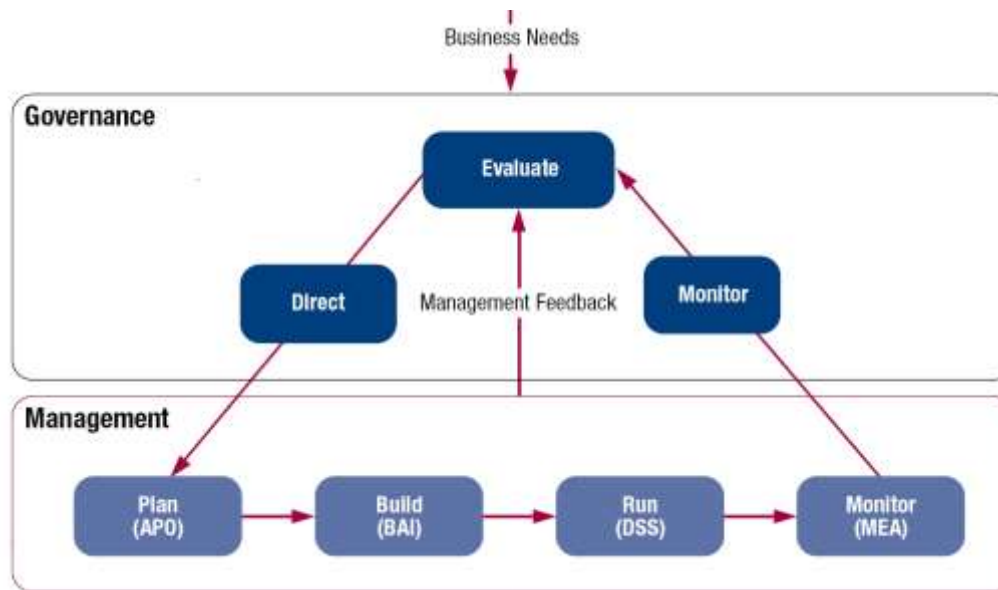 Business Needs
Governance
Evaluate
Direct
Management Feedback
Monitor
Management
Plan
(APO)
Build
(BAI)
Run
(DSS)
Monitor
(MEA)